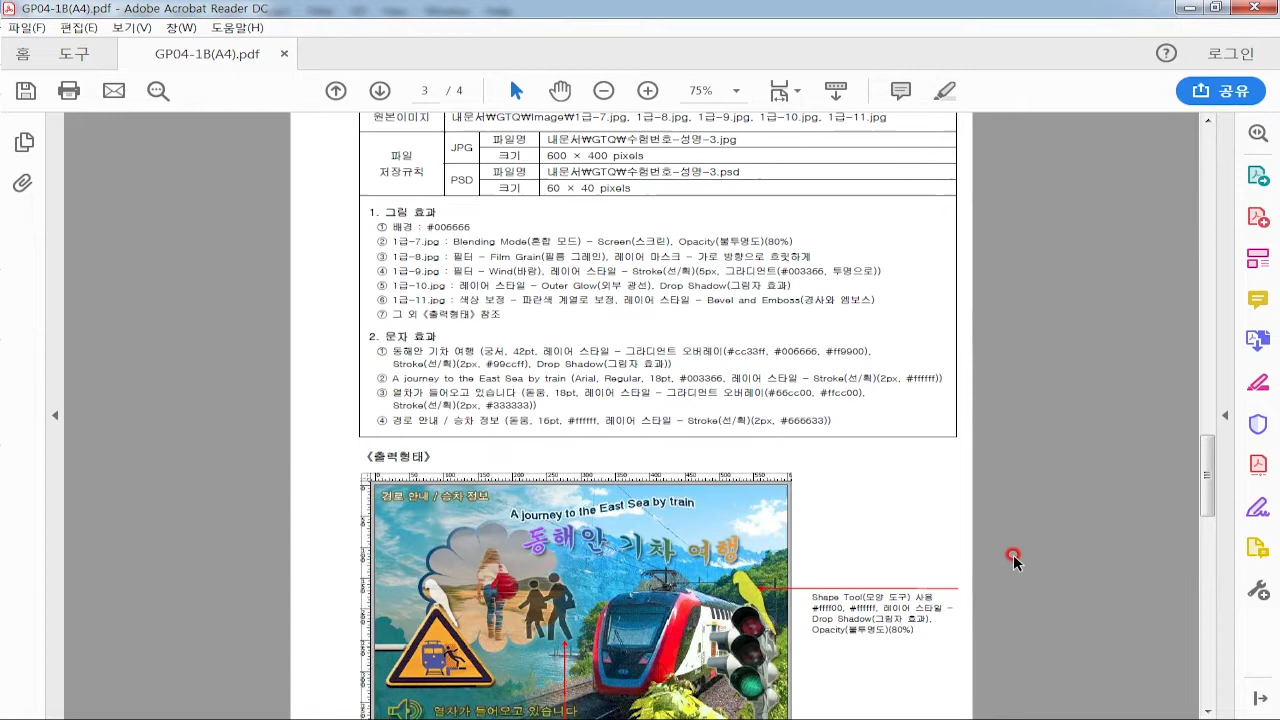 GP04-1B(A4).pdf - Adobe Acrobat Reader DC
파일(F) 편집(E) 보기(V) 창(W) 도움말(H)
홈 도구 GP04-1B(A4).pdf × 로그인
3 / 4 75% 공유
원본이미지 내문서₩GTQ₩Image₩1급-7.jpg, 1급-8.jpg, 1급-9.jpg, 1급-10.jpg, 1급-11.jpg
파일 저장규칙 JPG 파일명 내문서₩GTQ₩수험번호-성명-3.jpg
크기 600 × 400 pixels
PSD 파일명 내문서₩GTQ₩수험번호-성명-3.psd
크기 60 × 40 pixels
1. 그림 효과
① 배경 : #006666
② 1급-7.jpg : Blending Mode(혼합 모드) - Screen(스크린), Opacity(불투명도)(80%)
③ 1급-8.jpg : 필터 - Film Grain(필름 그레인), 레이어 마스크 - 가로 방향으로 흐릿하게
④ 1급-9.jpg : 필터 - Wind(바람), 레이어 스타일 - Stroke(선/획)(5px, 그라디언트(#003366, 투명으로))
⑤ 1급-10.jpg : 레이어 스타일 - Outer Glow(외부 광선), Drop Shadow(그림자 효과)
⑥ 1급-11.jpg : 색상 보정 - 파란색 계열로 보정, 레이어 스타일 - Bevel and Emboss(경사와 엠보스)
⑦ 그 외 《출력형태》 참조
2. 문자 효과
① 동해안 기차 여행 (궁서, 42pt, 레이어 스타일 - 그라디언트 오버레이(#cc33ff, #006666, #ff9900),
Stroke(선/획)(2px, #99ccff), Drop Shadow(그림자 효과))
② A journey to the East Sea by train (Arial, Regular, 18pt, #003366, 레이어 스타일 - Stroke(선/획)(2px, #ffffff))
③ 열차가 들어오고 있습니다 (돋움, 18pt, 레이어 스타일 - 그라디언트 오버레이(#66cc00, #ffcc00),
Stroke(선/획)(2px, #333333))
④ 경로 안내 / 승차 정보 (돋움, 16pt, #ffffff, 레이어 스타일 - Stroke(선/획)(2px, #666633))
《출력형태》
0 50 100 150 200 250 300 350 400 450 500 550 6
경로 안내 / 승차 정보
A journey to the East Sea by train
동해안 기차 여행
Shape Tool(모양 도구) 사용
#ffff00, #ffffff, 레이어 스타일 -
Drop Shadow(그림자 효과),
Opacity(불투명도)(80%)
열차가 들어오고 있습니다